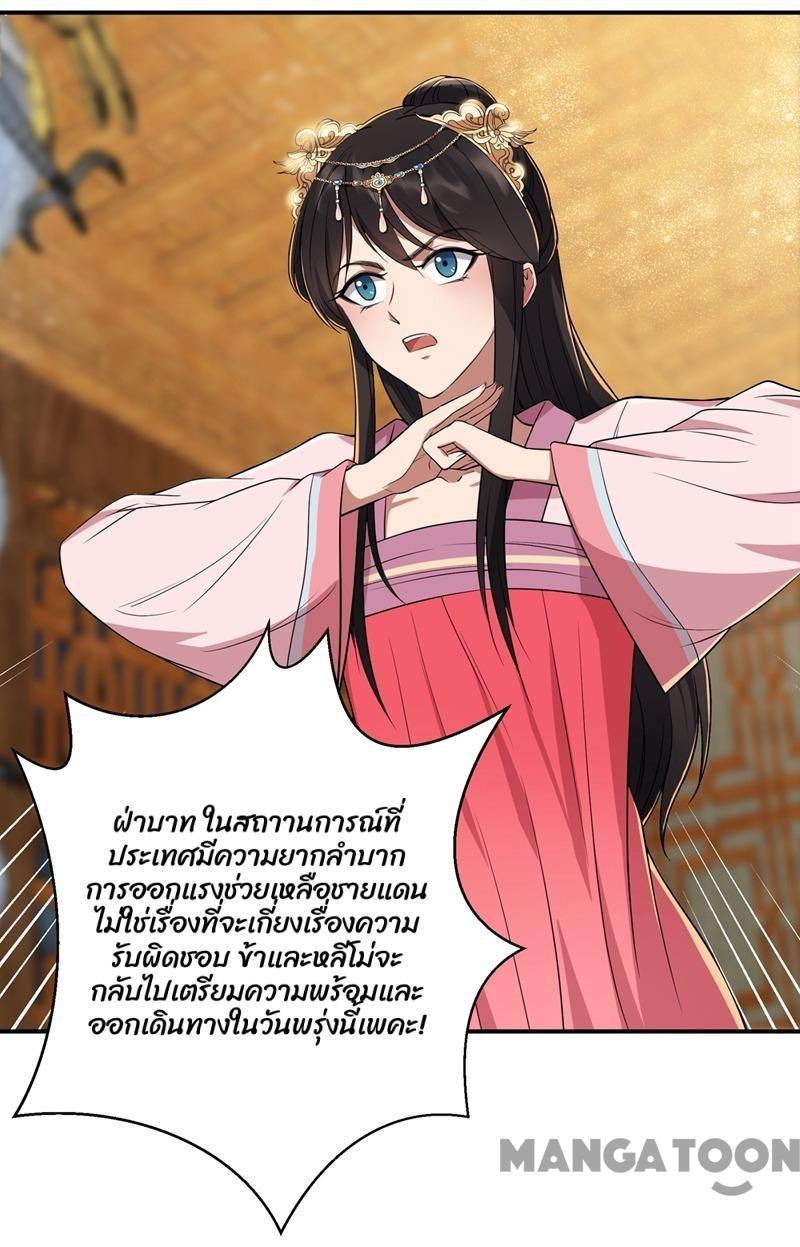 ฝ่าบาท ในสถาานการณ์ที่
ประเทศมีความยากลำบาก
การออกแรงช่วยเหลือชายแดน
ไม่ใช่เรื่องที่จะเกี่ยงเรื่องความ
รับผิดชอบ ข้าและหลีโม่จะ
กลับไปเตรียมความพร้อมและ
ออกเดินทางในวันพรุ่งนี้เพคะ!
MANGATOON